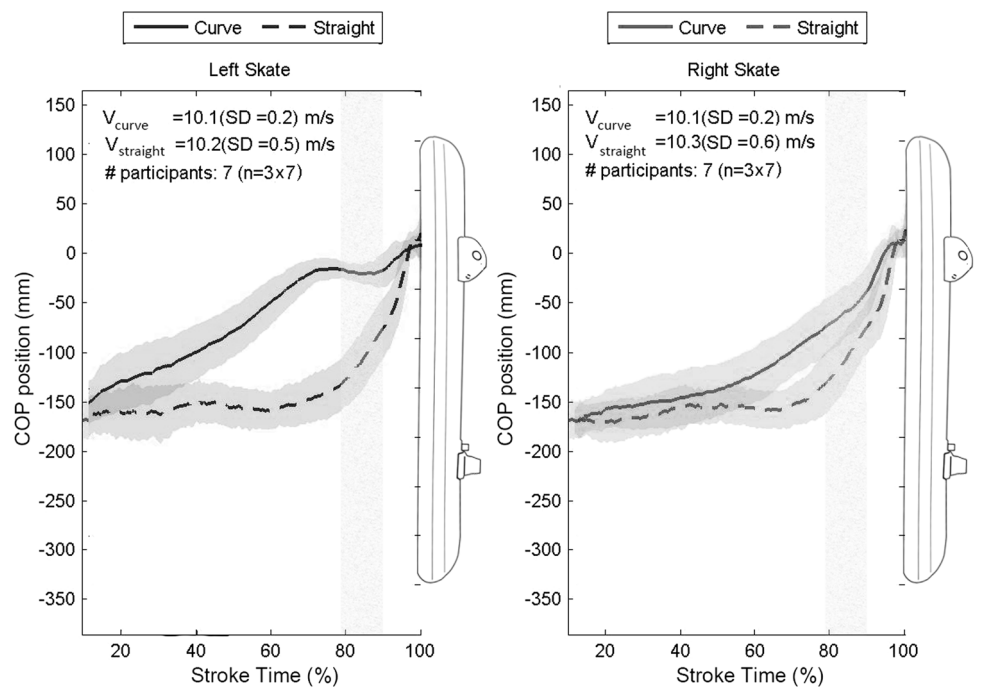 Curve Straight
Left Skate
150
100
50
0
-50
-100
-150
-200
-250
-300
-350
COP position (mm)
Vcurve =10.1(SD =0.2) m/s
Vstraight =10.2(SD =0.5) m/s
# participants: 7 (n=3x7)
20 40 60 80 100
Stroke Time (%)
Curve Straight
Right Skate
150
100
50
0
-50
-100
-150
-200
-250
-300
-350
COP position (mm)
Vcurve =10.1(SD =0.2) m/s
Vstraight =10.3(SD =0.6) m/s
# participants: 7 (n=3x7)
20 40 60 80 100
Stroke Time (%)